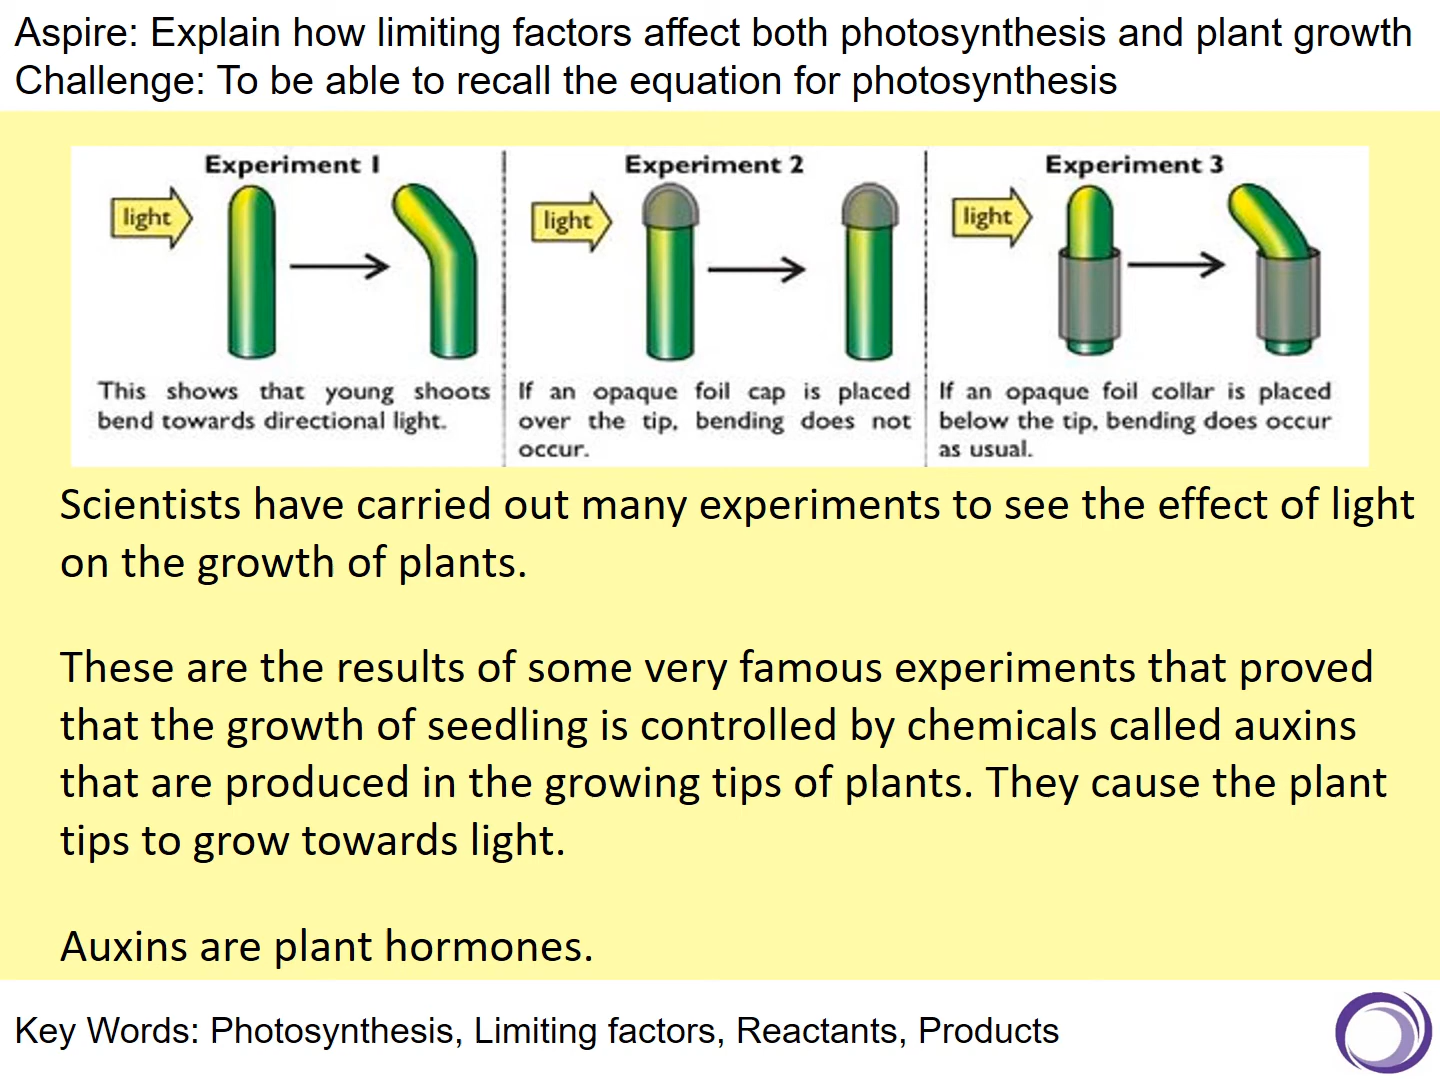 Aspire: Explain how limiting factors affect both photosynthesis and plant growth
Challenge: To be able to recall the equation for photosynthesis
Experiment 1
light
This shows that young shoots
bend towards directional light.
Experiment 2
light
If an opaque foil cap is placed
over the tip, bending does not
occur.
Experiment 3
light
If an opaque foil collar is placed
below the tip, bending does occur
as usual.
Scientists have carried out many experiments to see the effect of light
on the growth of plants.
These are the results of some very famous experiments that proved
that the growth of seedling is controlled by chemicals called auxins
that are produced in the growing tips of plants. They cause the plant
tips to grow towards light.
Auxins are plant hormones.
Key Words: Photosynthesis, Limiting factors, Reactants, Products